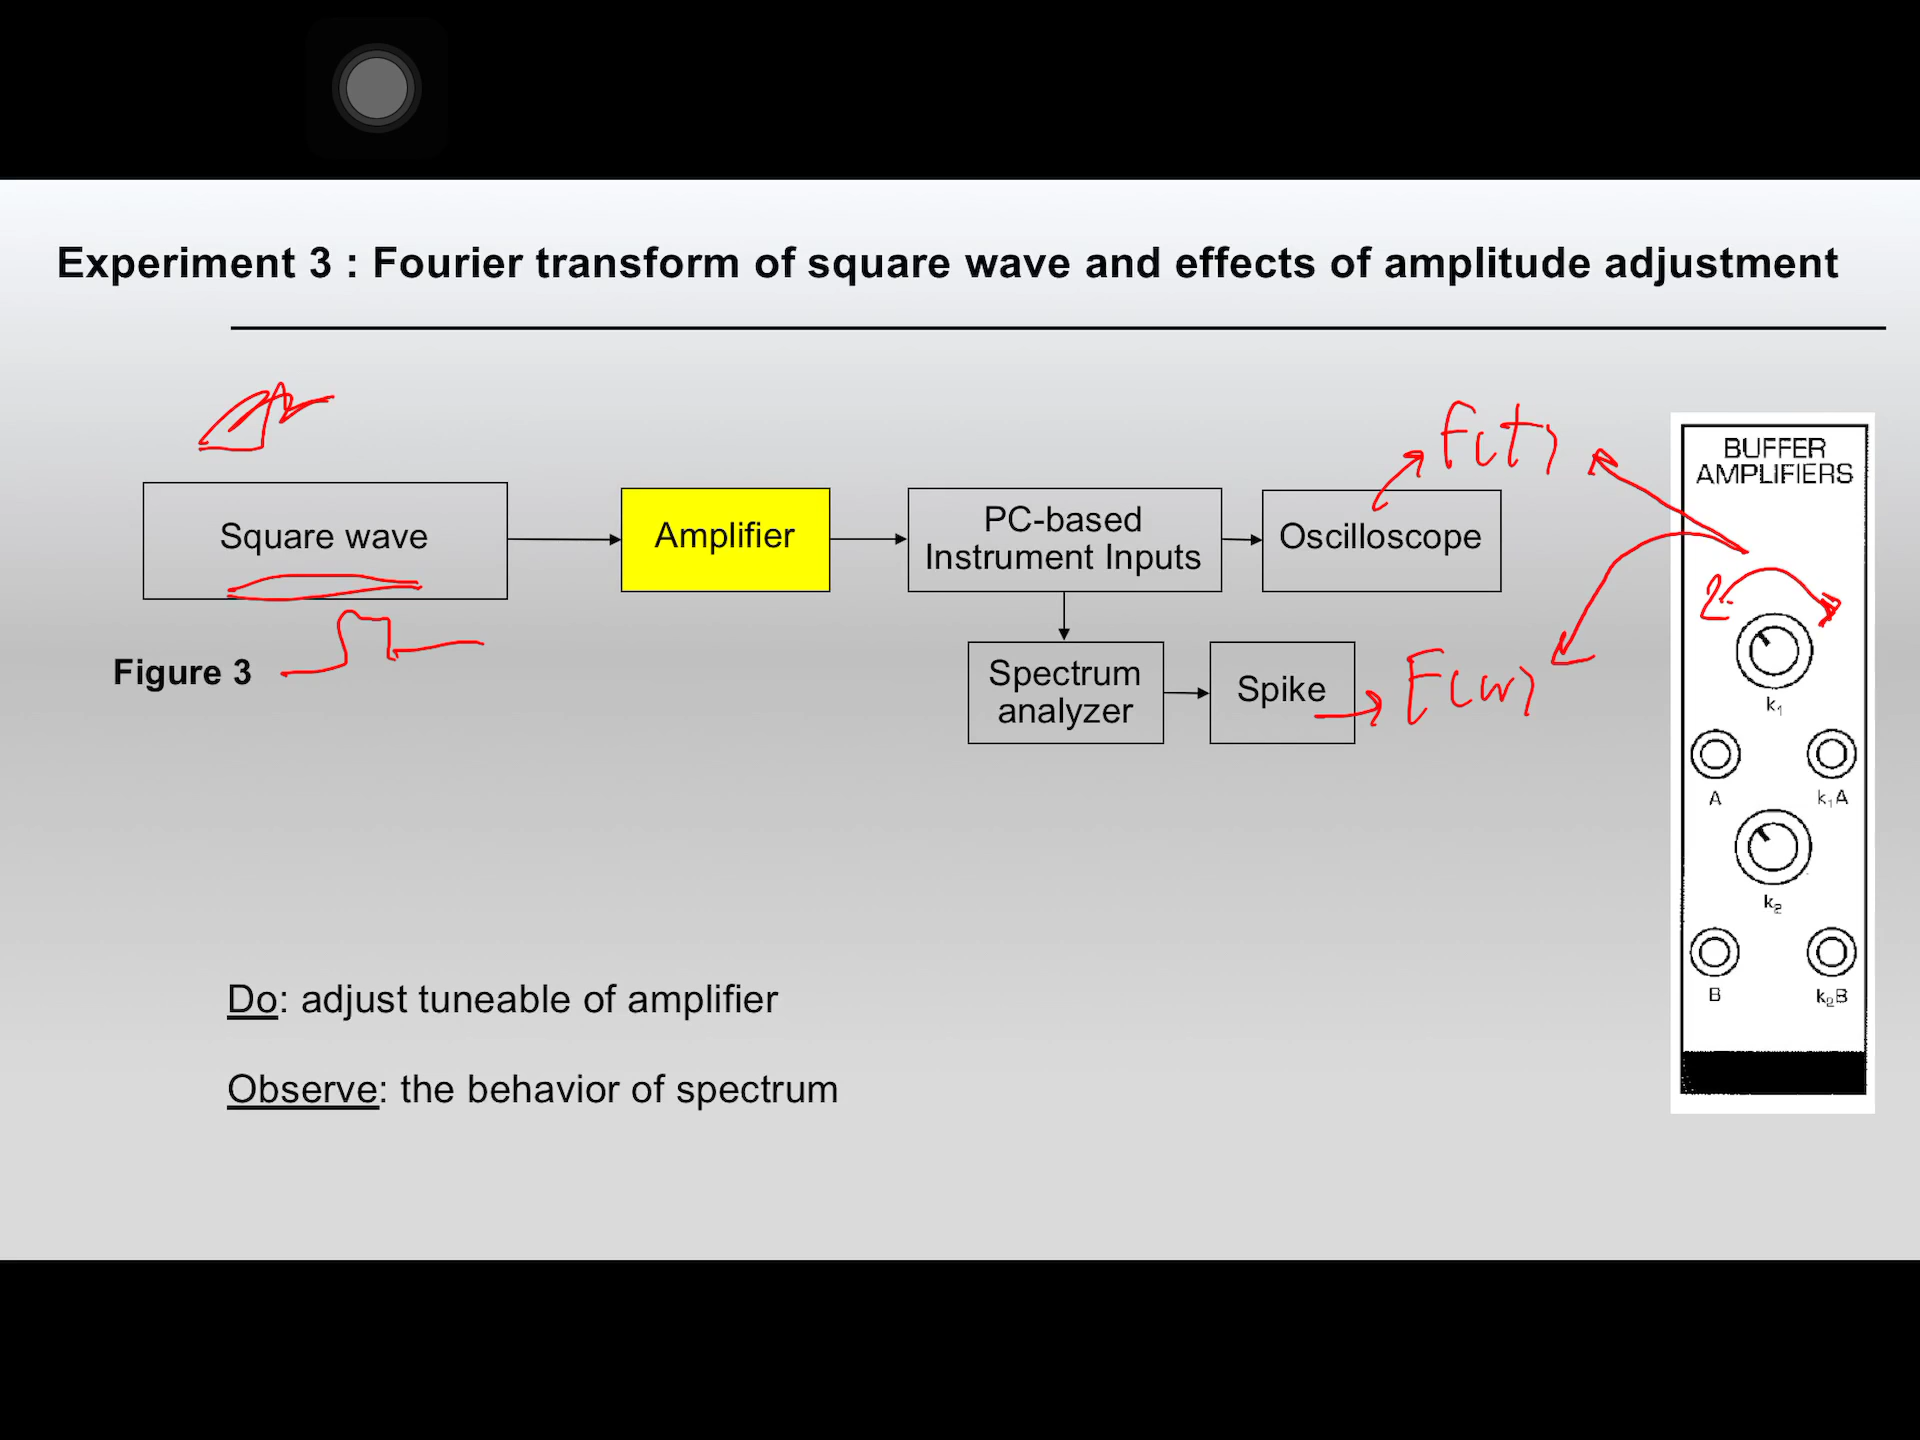 Experiment 3 : Fourier transform of square wave and effects of amplitude adjustment
F(t)
BUFFER
AMPLIFIERS
Square wave
Amplifier
PC-based
Instrument Inputs
Oscilloscope
Figure 3
Spectrum
analyzer
Spike
F(w)
k₁
A
k₁A
k₂
B
k₂B
Do: adjust tuneable of amplifier
Observe: the behavior of spectrum